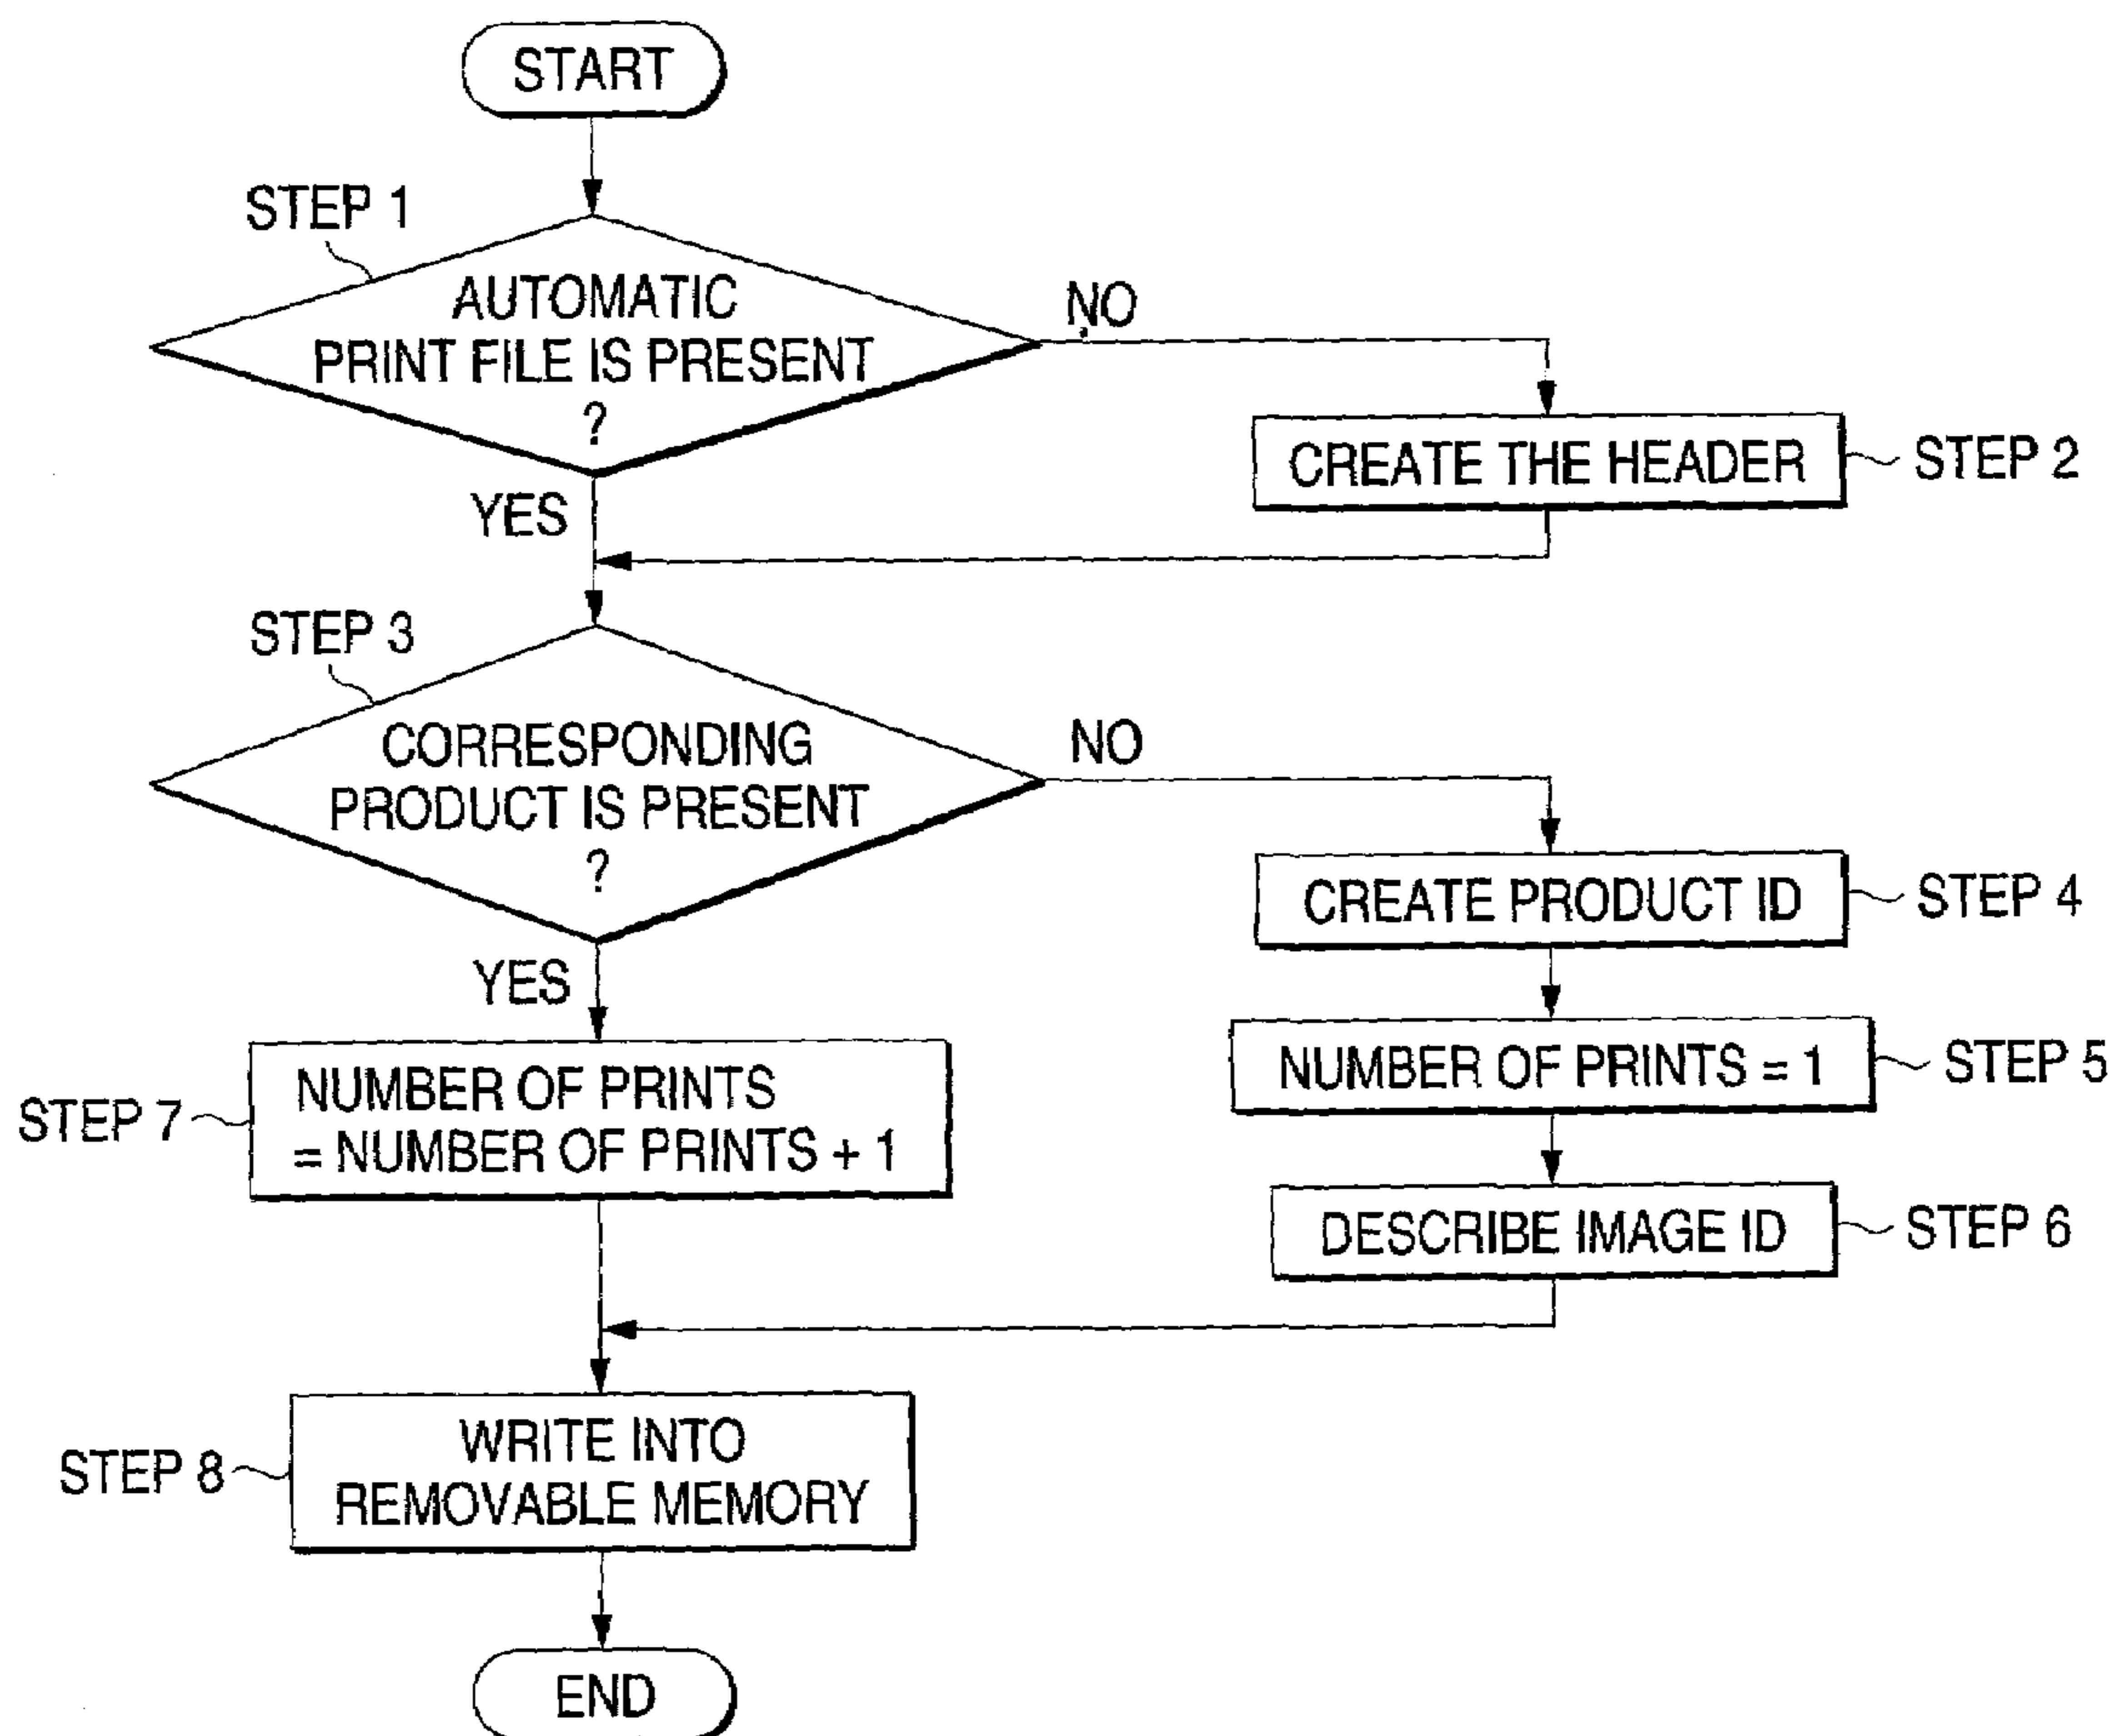 START
STEP 1
AUTOMATIC
PRINT FILE IS PRESENT
?
NO
YES
CREATE THE HEADER
STEP 2
STEP 3
CORRESPONDING
PRODUCT IS PRESENT
?
NO
YES
CREATE PRODUCT ID
STEP 4
NUMBER OF PRINTS = 1
STEP 5
DESCRIBE IMAGE ID
STEP 6
STEP 7
NUMBER OF PRINTS
= NUMBER OF PRINTS + 1
STEP 8
WRITE INTO
REMOVABLE MEMORY
END